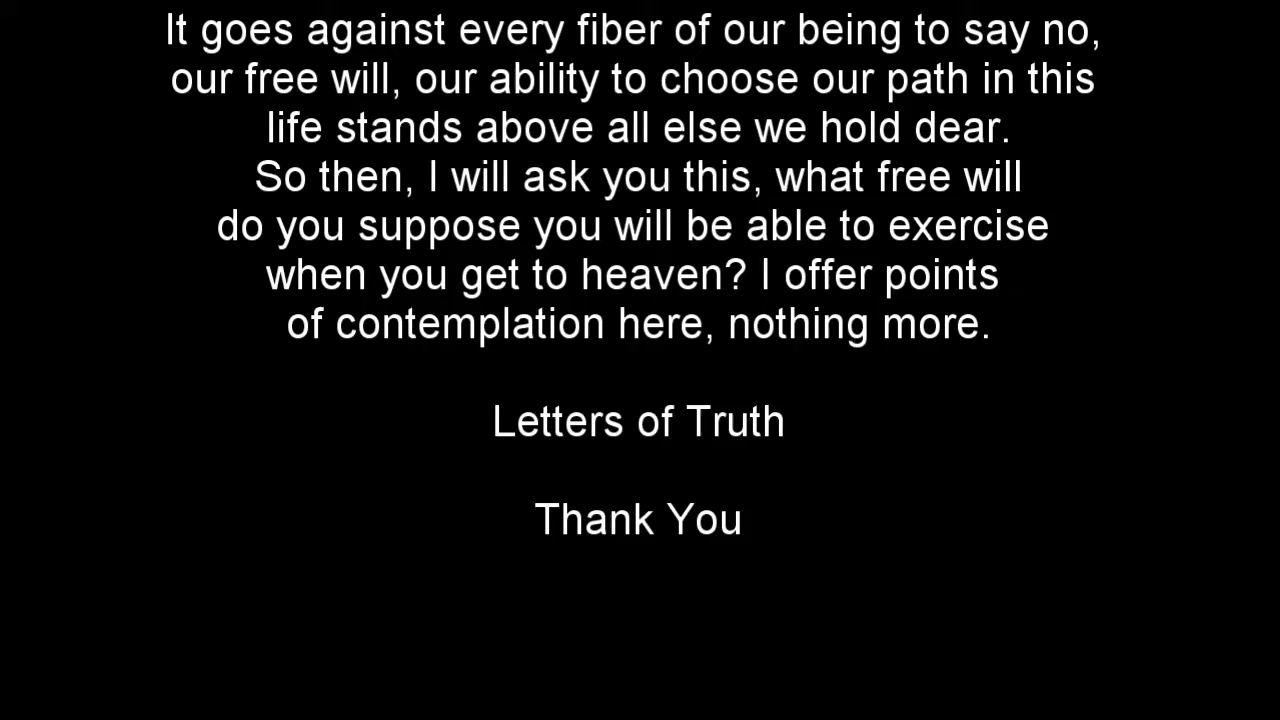 It goes against every fiber of our being to say no,
our free will, our ability to choose our path in this
life stands above all else we hold dear.
So then, I will ask you this, what free will
do you suppose you will be able to exercise
when you get to heaven? I offer points
of contemplation here, nothing more.
Letters of Truth
Thank You